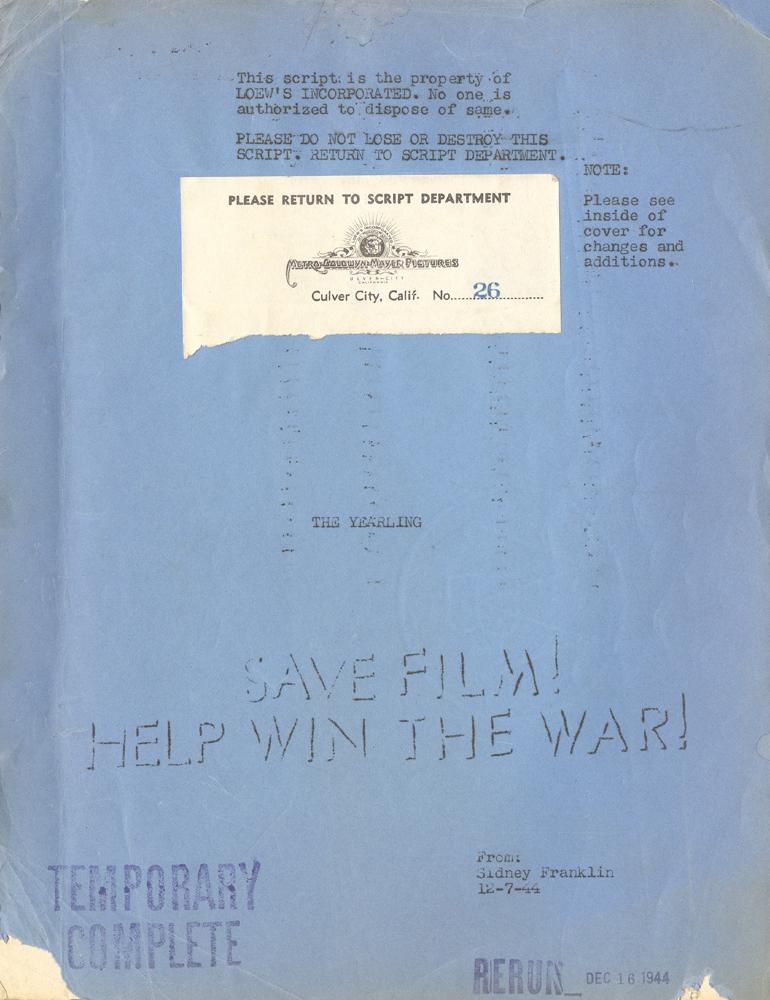 This script is the property of
LOEW'S INCORPORATED. No one is
authorized to dispose of same.
PLEASE DO NOT LOSE OR DESTROY THIS
SCRIPT. RETURN TO SCRIPT DEPARTMENT.
NOTE:
Please see
inside of
cover for
changes and
additions.
PLEASE RETURN TO SCRIPT DEPARTMENT
METRO-GOLDWYN-MAYER PICTURES
CULVER CITY
CALIFORNIA
Culver City, Calif. No. 26
THE YEARLING
SAVE FILM!
HELP WIN THE WAR!
From:
Sidney Franklin
12-7-44
TEMPORARY
COMPLETE
RERUN DEC 16 1944